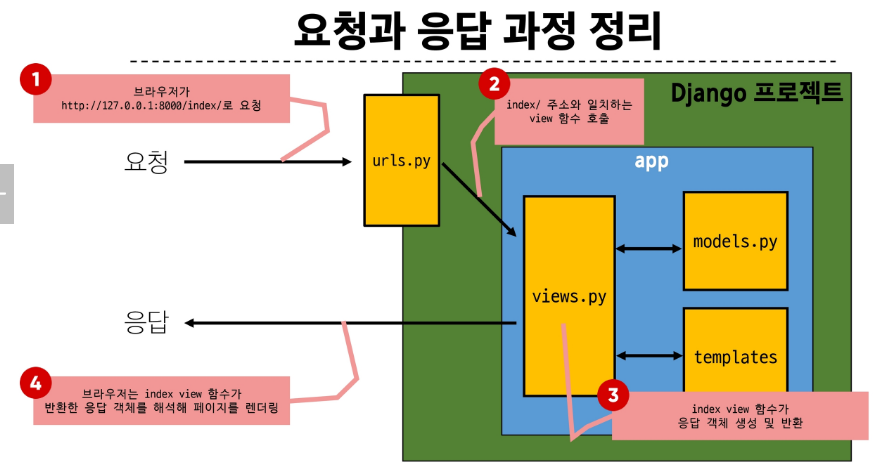 요청과 응답 과정 정리
1
브라우저가
http://127.0.0.1:8000/index/로 요청
2
index/ 주소와 일치하는
view 함수 호출
Django 프로젝트
요청
urls.py
app
models.py
views.py
응답
templates
4
브라우저는 index view 함수가
반환한 응답 객체를 해석해 페이지를 렌더링
3
index view 함수가
응답 객체 생성 및 반환